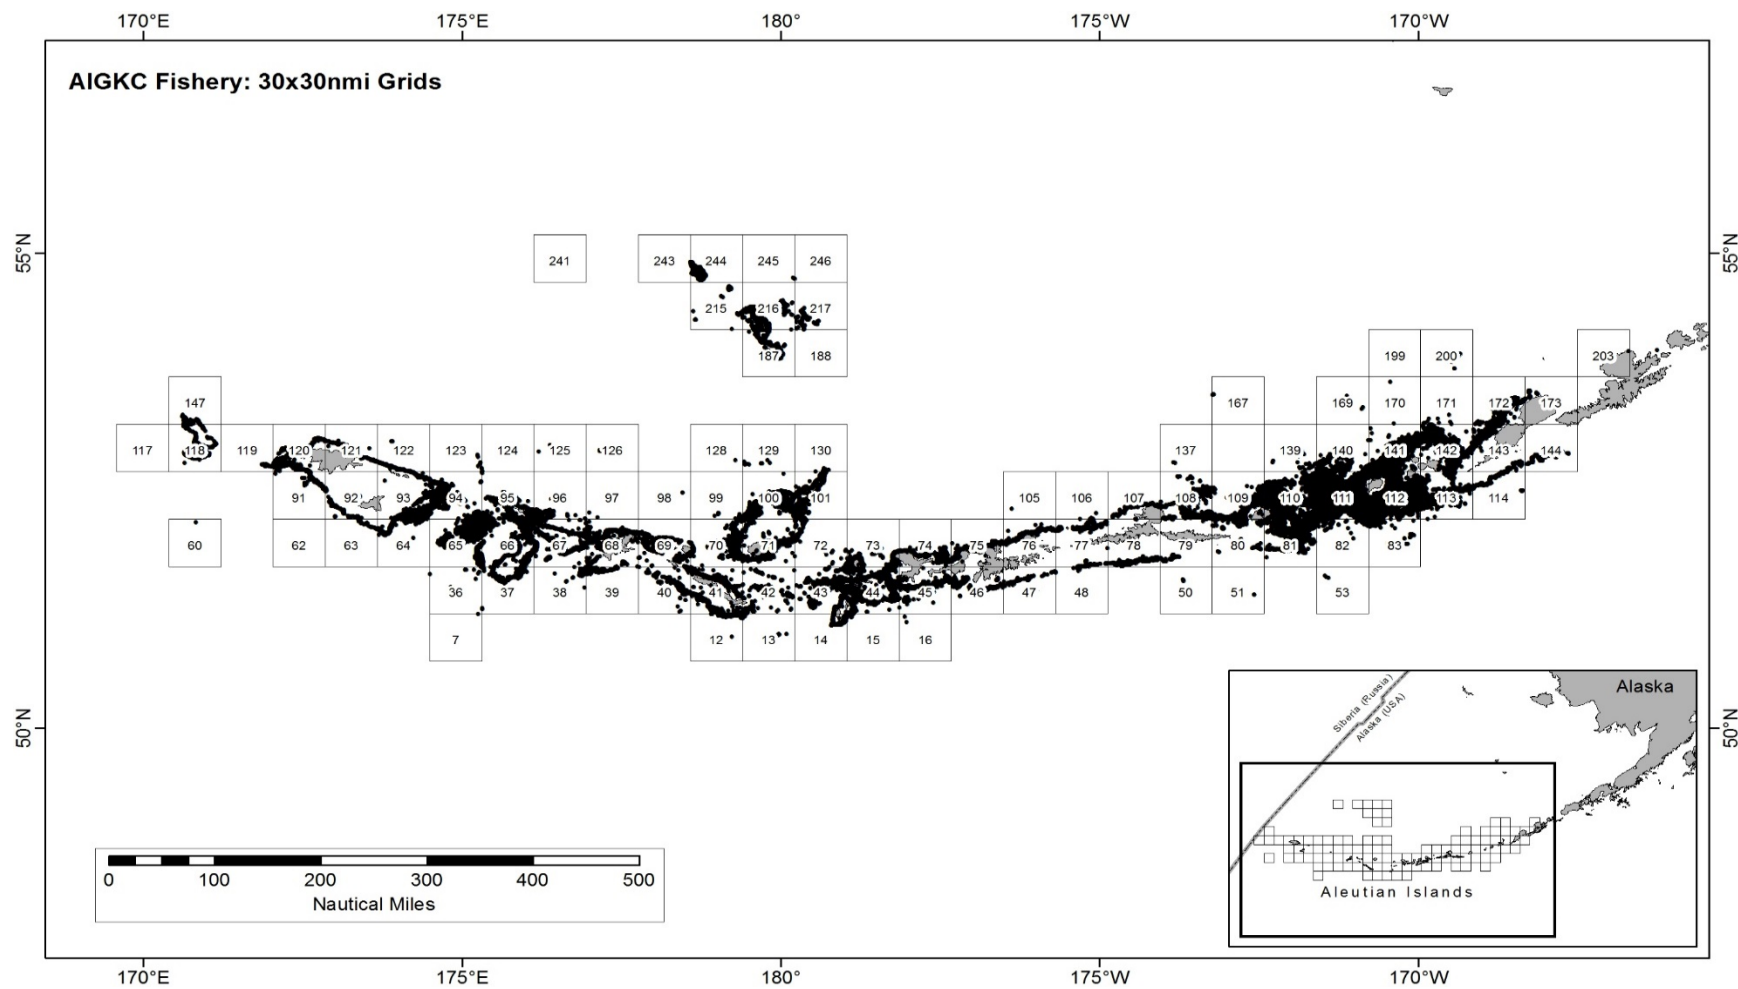 170°E 175°E 180° 175°W 170°W
AIGKC Fishery: 30x30nmi Grids
55°N 55°N
241 243 244 245 246
215 216 217
187 188 199 200 203
147 167 169 170 171 172 173
117 118 119 120 121 122 123 124 125 126 128 129 130 137 139 140 141 142 143 144
91 92 93 94 95 96 97 98 99 100 101 105 106 107 108 109 110 111 112 113 114
60 62 63 64 65 66 67 68 69 70 71 72 73 74 75 76 77 78 79 80 81 82 83
36 37 38 39 40 41 42 43 44 45 46 47 48 50 51 53
7 12 13 14 15 16
50°N 50°N
Alaska
Siberia (Russia)
Alaska (USA)
Aleutian Islands
0 100 200 300 400 500
Nautical Miles
170°E 175°E 180° 175°W 170°W